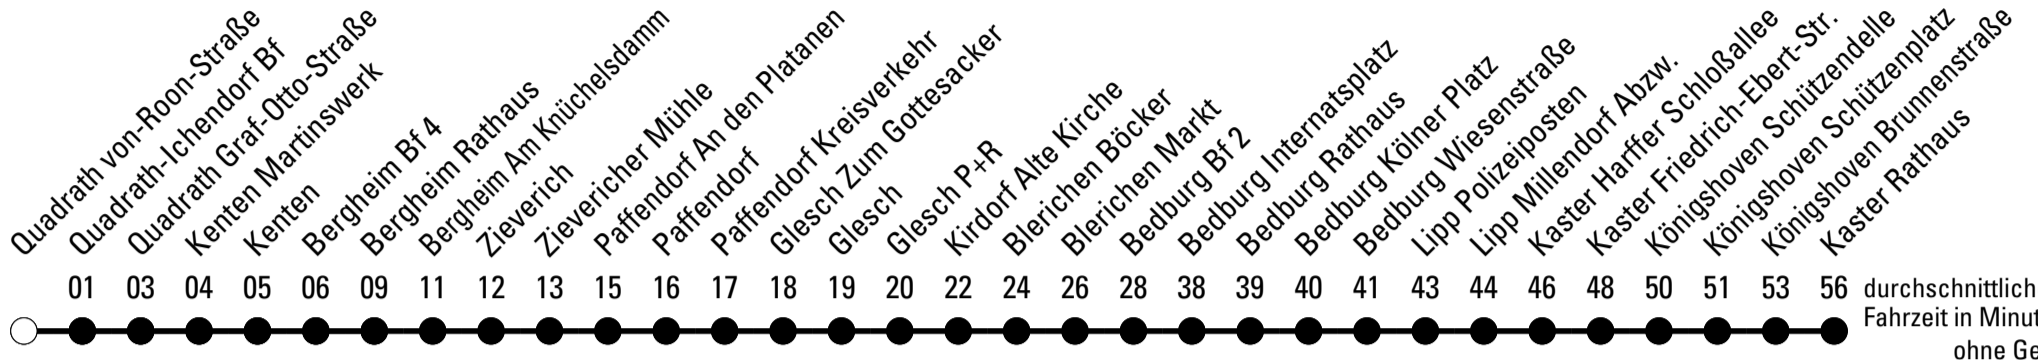 Quadrath von-Roon-Straße
Quadrath-Ichendorf Bf
Quadrath Graf-Otto-Straße
Kenten Martinswerk
Kenten
Bergheim Bf 4
Bergheim Rathaus
Bergheim Am Knüchelsdamm
Zieverich
Zievericher Mühle
Paffendorf An den Platanen
Paffendorf
Paffendorf Kreisverkehr
Glesch Zum Gottesacker
Glesch
Glesch P+R
Kirdorf Alte Kirche
Blerichen Böcker
Blerichen Markt
Bedburg Bf 2
Bedburg Internatsplatz
Bedburg Rathaus
Bedburg Kölner Platz
Bedburg Wiesenstraße
Lipp Polizeiposten
Lipp Millendorf Abzw.
Kaster Harffer Schloßallee
Kaster Friedrich-Ebert-Str.
Königshoven Schützendelle
Königshoven Schützenplatz
Königshoven Brunnenstraße
Kaster Rathaus
01 03 04 05 06 09 11 12 13 15 16 17 18 19 20 22 24 26 28 38 39 40 41 43 44 46 48 50 51 53 56 durchschnittlich
Fahrzeit in Minut
ohne Ge